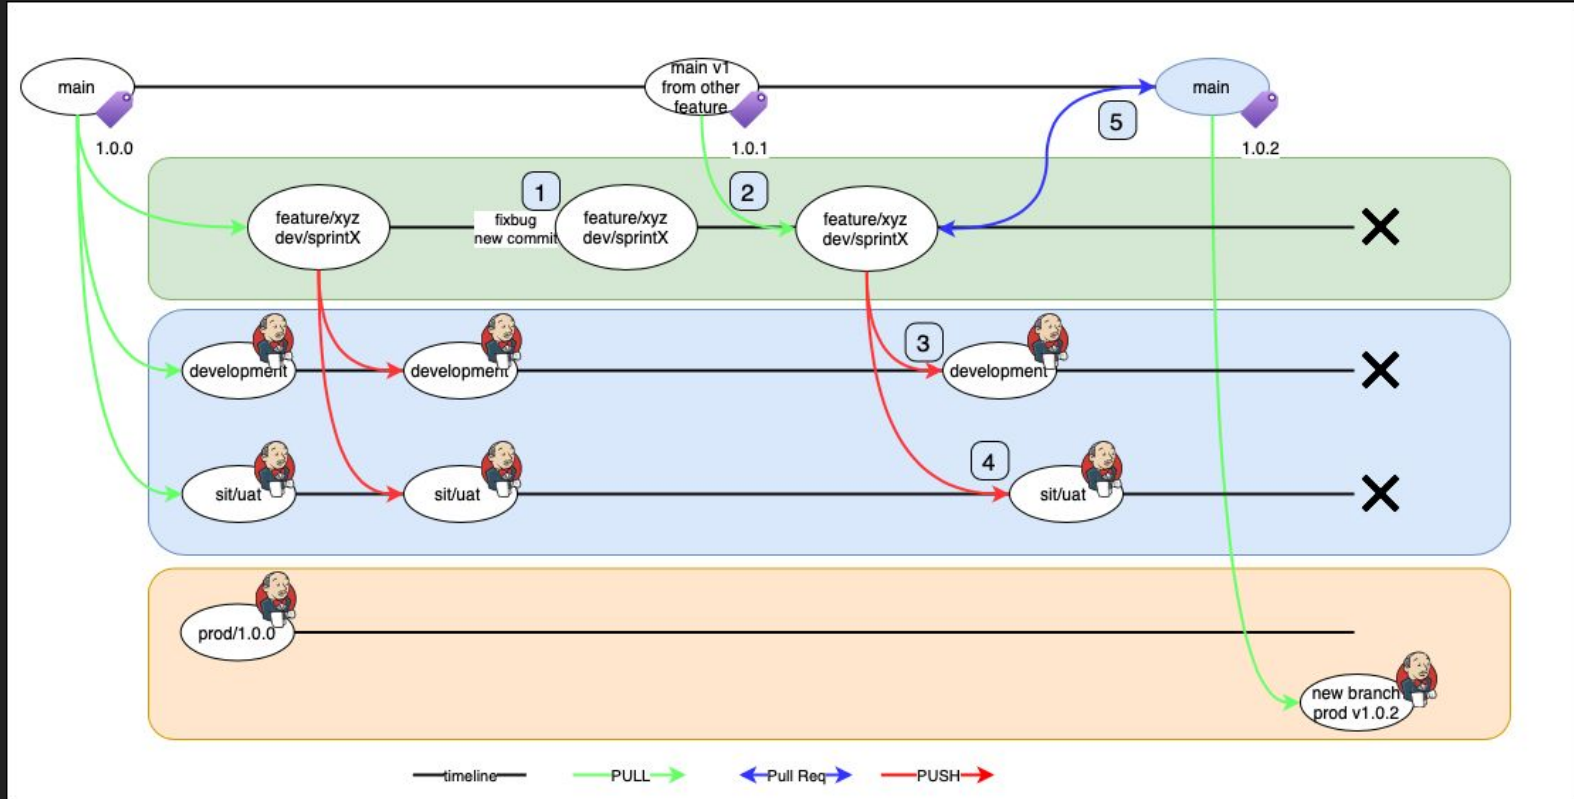 main
1.0.0
main v1
from other
feature
1.0.1
main
1.0.2
5
feature/xyz
dev/sprintX
1
fixbug
new commit
feature/xyz
dev/sprintX
2
feature/xyz
dev/sprintX
development
development
3
development
sit/uat
sit/uat
4
sit/uat
prod/1.0.0
new branch
prod v1.0.2
timeline
PULL
Pull Req
PUSH